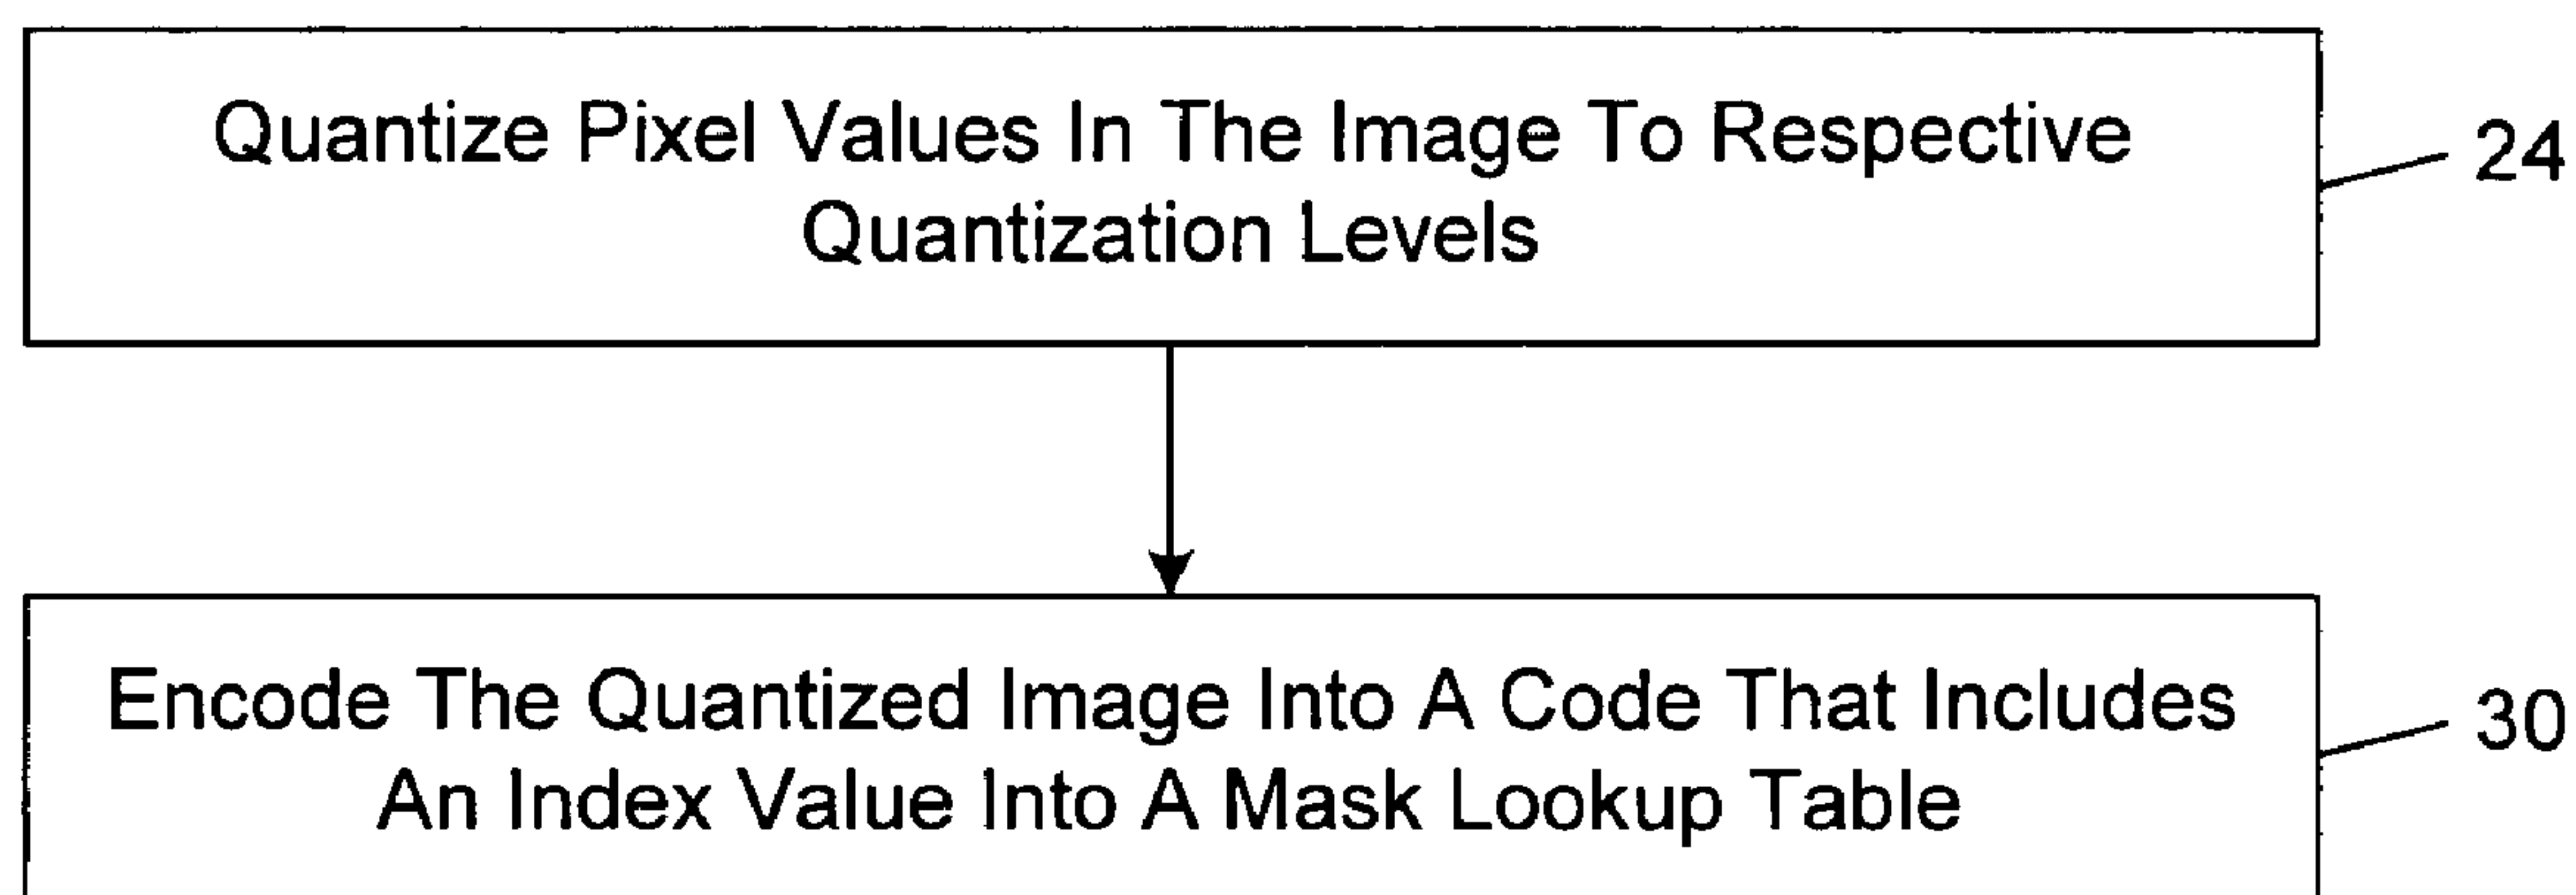 Quantize Pixel Values In The Image To Respective
Quantization Levels
24
Encode The Quantized Image Into A Code That Includes
An Index Value Into A Mask Lookup Table
30